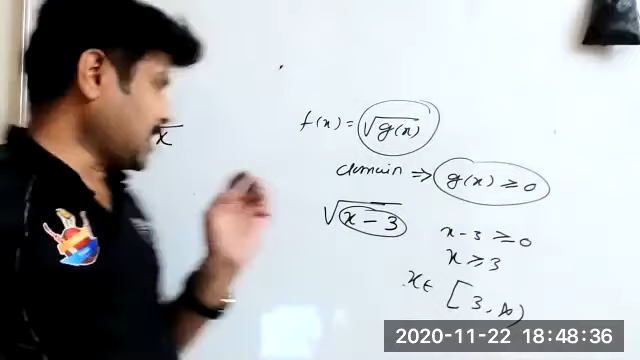 f(x) = √g(x)
x
domain ⇒ g(x) ≥ 0
√x - 3
x - 3 ≥ 0
x ≥ 3
x ∈ [3, ∞)
2020-11-22 18:48:36